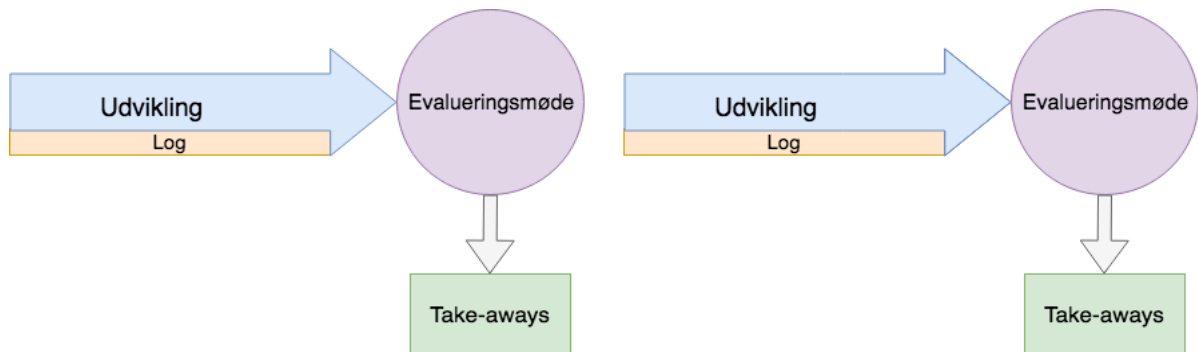 Udvikling
Log
Evalueringsmøde
Take-aways
Udvikling
Log
Evalueringsmøde
Take-aways